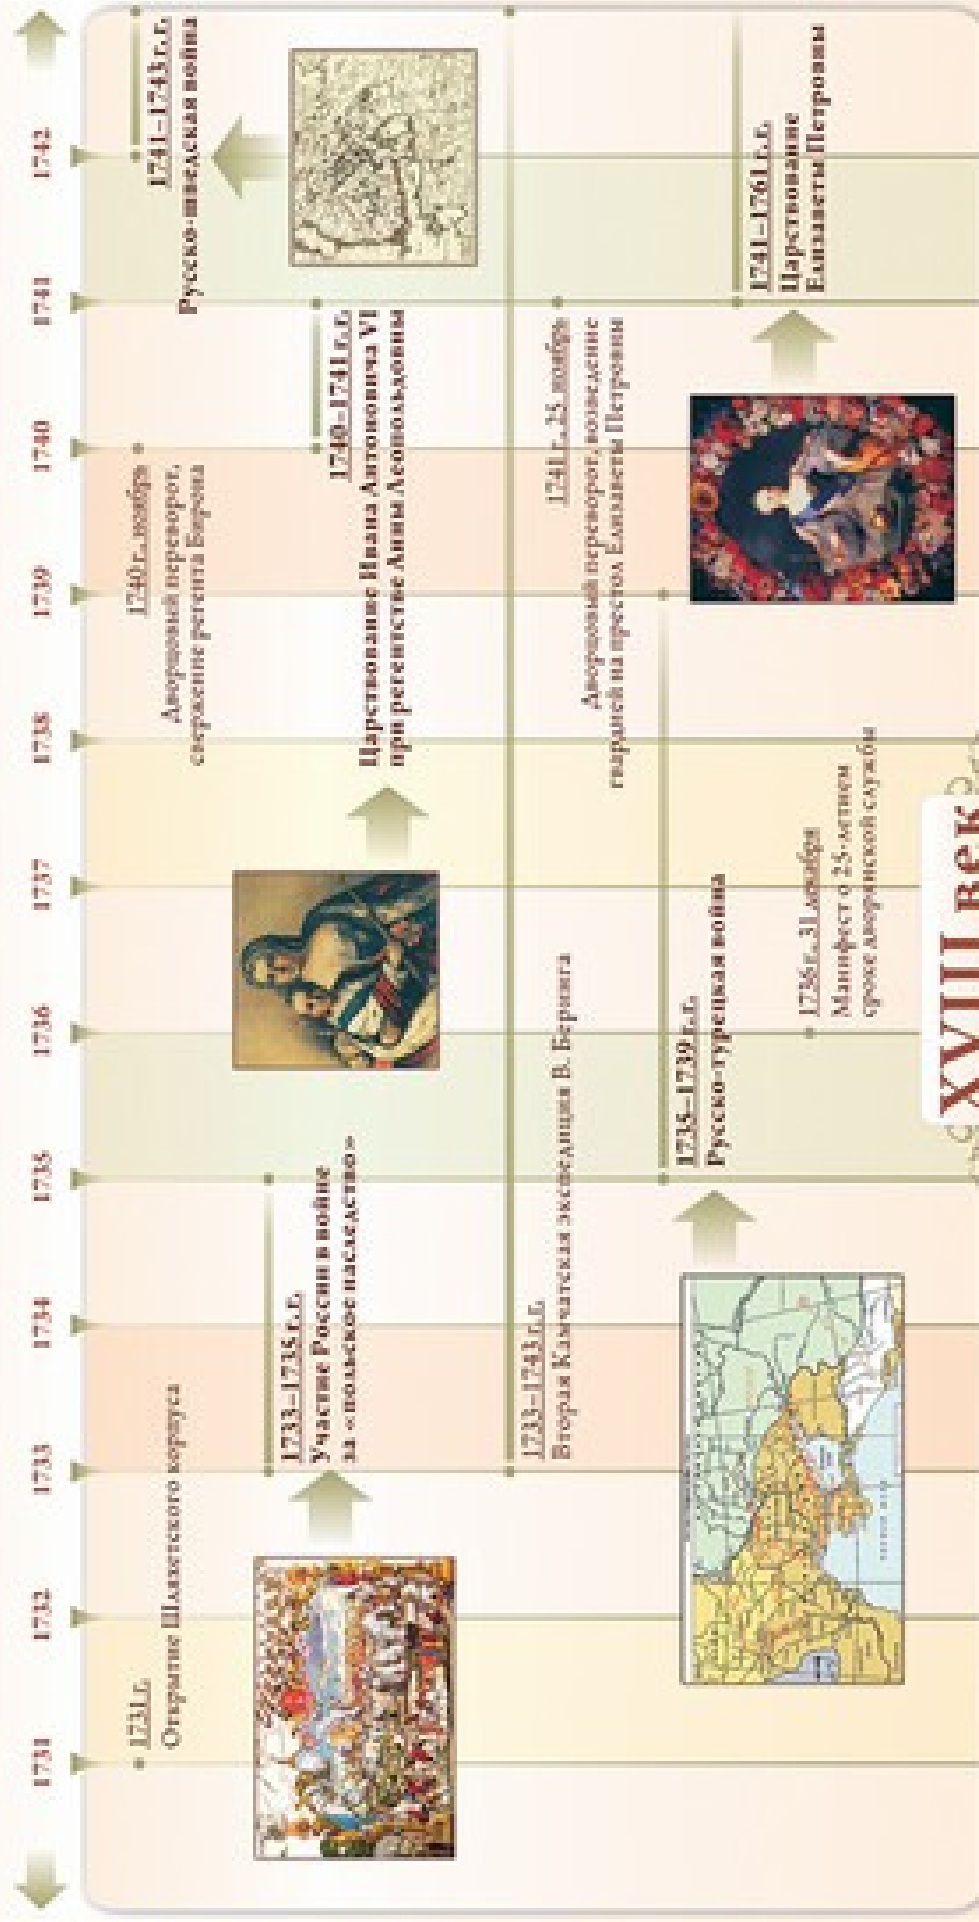 1731
1732
1733
1734
1735
1736
1737
1738
1739
1740
1741
1742
1731 г.
Открытие Шляхетского корпуса
1733–1735 г. г.
Участие России в войне
за «польское наследство»
1733–1743 г. г.
Вторая Камчатская экспедиция В. Беринга
1735–1739 г. г.
Русско-турецкая война
1736 г. 31 декабря
Манифест о 25-летнем
сроке дворянской службы
1740 г. ноябрь
Дворцовый переворот,
свержение регента Бирона
1740–1741 г. г.
Царствование Ивана Антоновича VI
при регентстве Анны Леопольдовны
1741 г. 25 ноябрь
Дворцовый переворот, возведение
гвардией на престол Елизаветы Петровны
1741–1743 г. г.
Русско-шведская война
1741–1761 г. г.
Царствование
Елизаветы Петровны
XVIII век